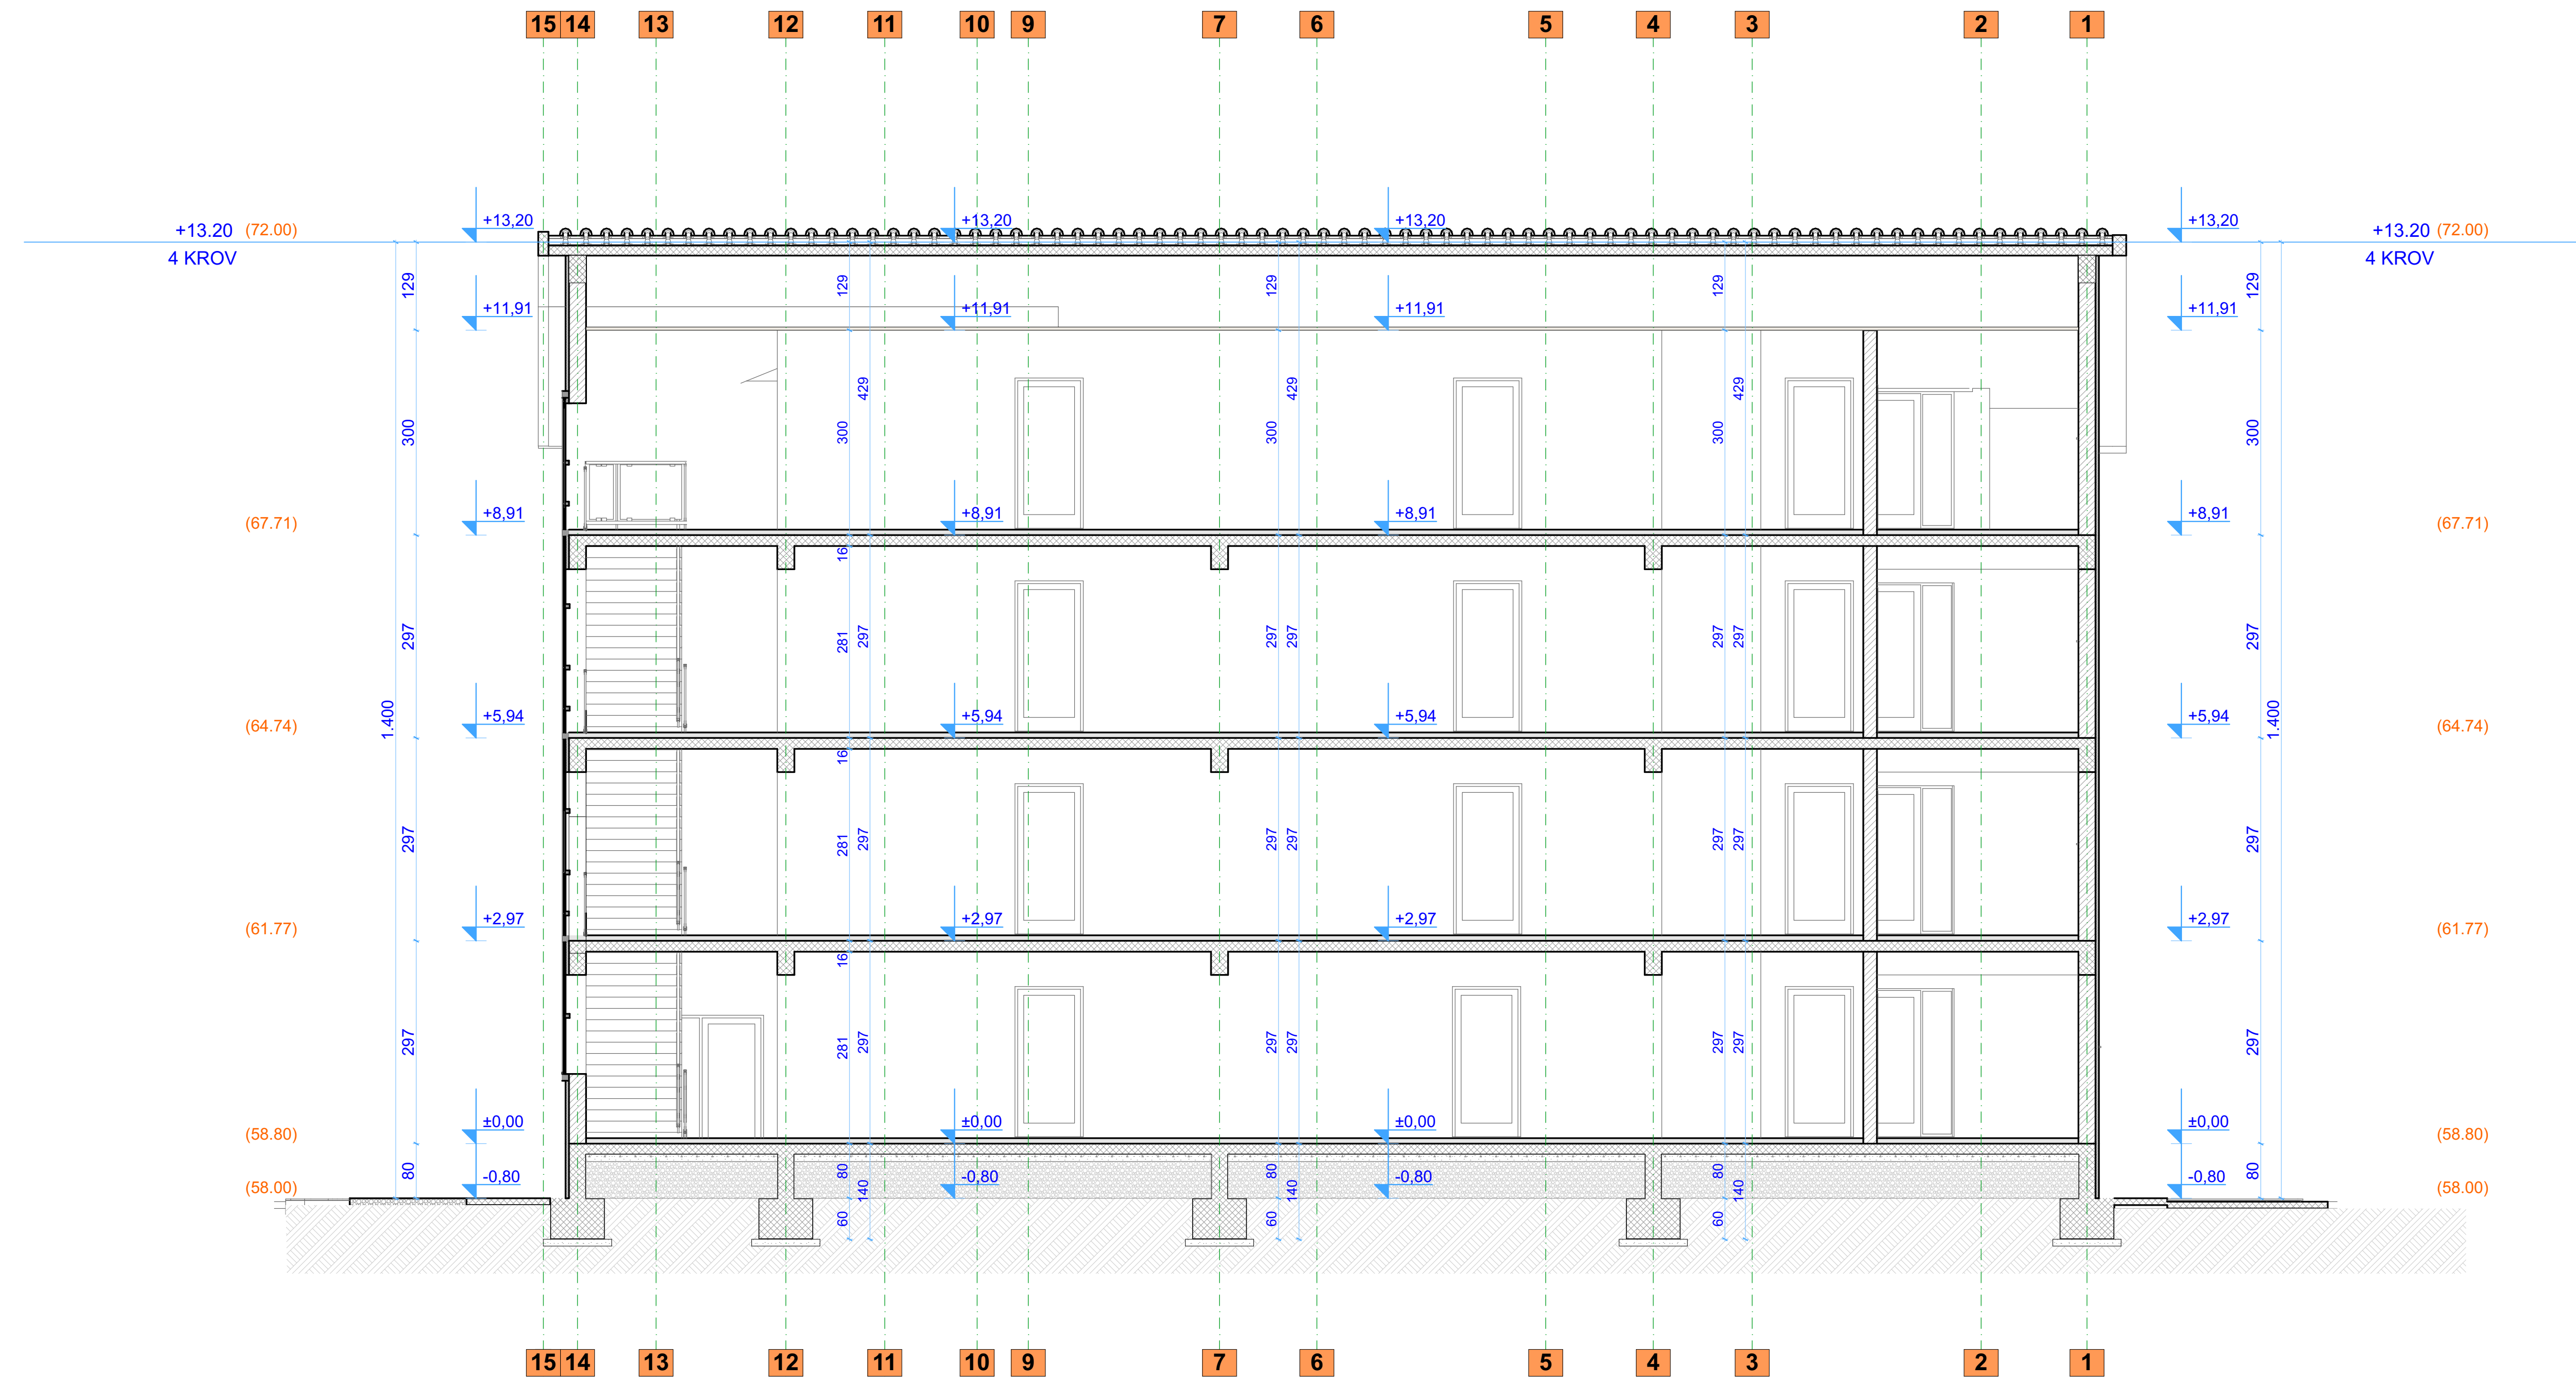 15 14 13 12 11 10 9 7 6 5 4 3 2 1
+13.20 (72.00) +13,20 +13,20 +13,20 +13,20 +13.20 (72.00)
4 KROV 4 KROV
129 129 129 129 129
+11,91 +11,91 +11,91 +11,91
429 429 429
300 300 300 300 300
(67.71) +8,91 +8,91 +8,91 +8,91 (67.71)
16
297 281 297 297 297 297 297 297
1.400 1.400
(64.74) +5,94 +5,94 +5,94 +5,94 (64.74)
16
297 281 297 297 297 297 297 297
(61.77) +2,97 +2,97 +2,97 +2,97 (61.77)
16
297 281 297 297 297 297 297 297
(58.80) ±0,00 ±0,00 ±0,00 ±0,00 (58.80)
80 80 80 80 80
(58.00) -0,80 -0,80 -0,80 -0,80 (58.00)
140 140 140
60 60 60
15 14 13 12 11 10 9 7 6 5 4 3 2 1